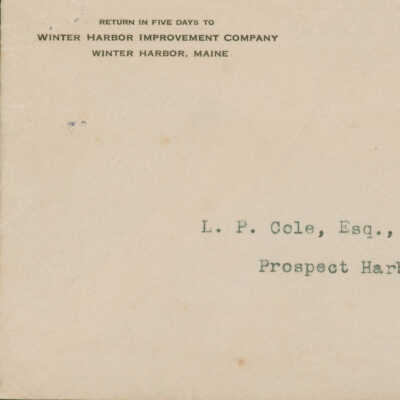 RETURN IN FIVE DAYS TO
WINTER HARBOR IMPROVEMENT COMPANY
WINTER HARBOR, MAINE
L. P. Cole, Esq.,
Prospect Harb